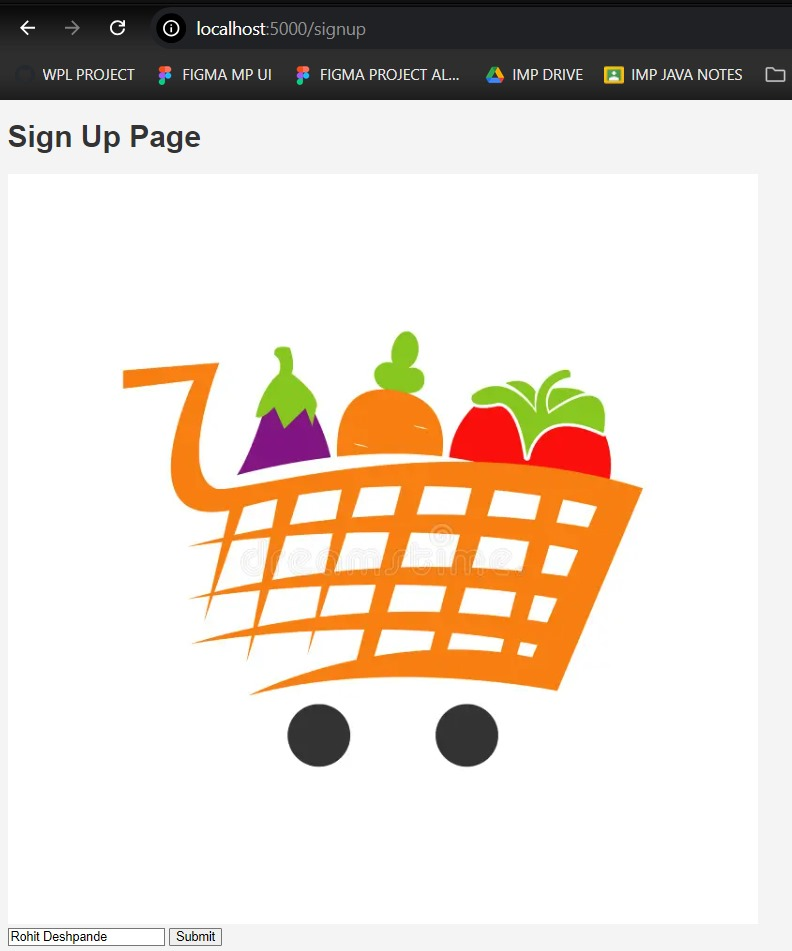 localhost:5000/signup
WPL PROJECT FIGMA MP UI FIGMA PROJECT AL... IMP DRIVE IMP JAVA NOTES
Sign Up Page
dreamstime
Rohit Deshpande Submit